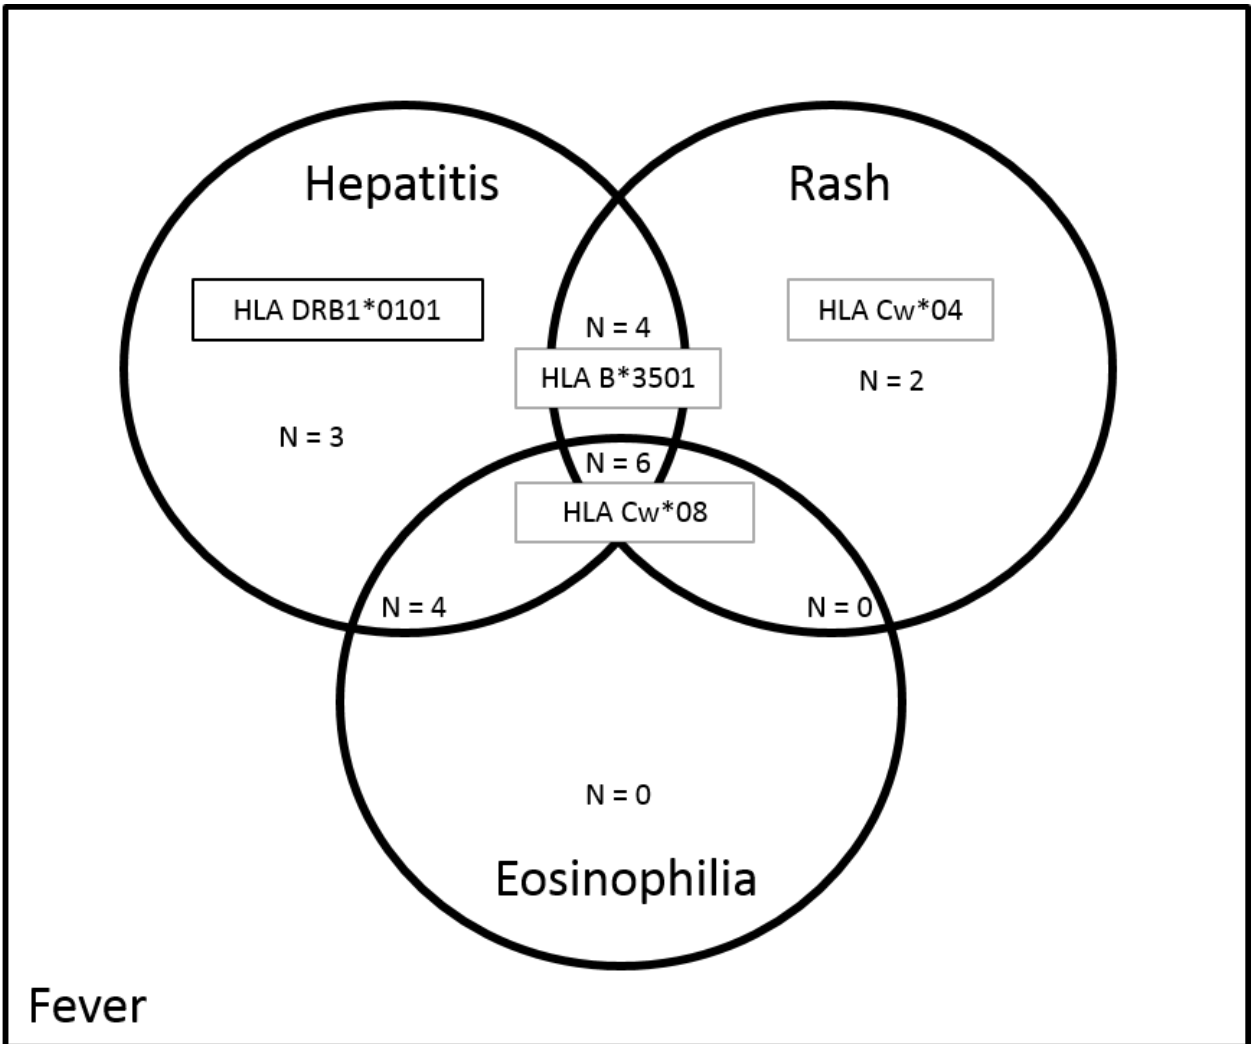 Hepatitis
Rash
HLA DRB1*0101
HLA Cw*04
N = 4
HLA B*3501
N = 2
N = 3
N = 6
HLA Cw*08
N = 4
N = 0
N = 0
Eosinophilia
Fever